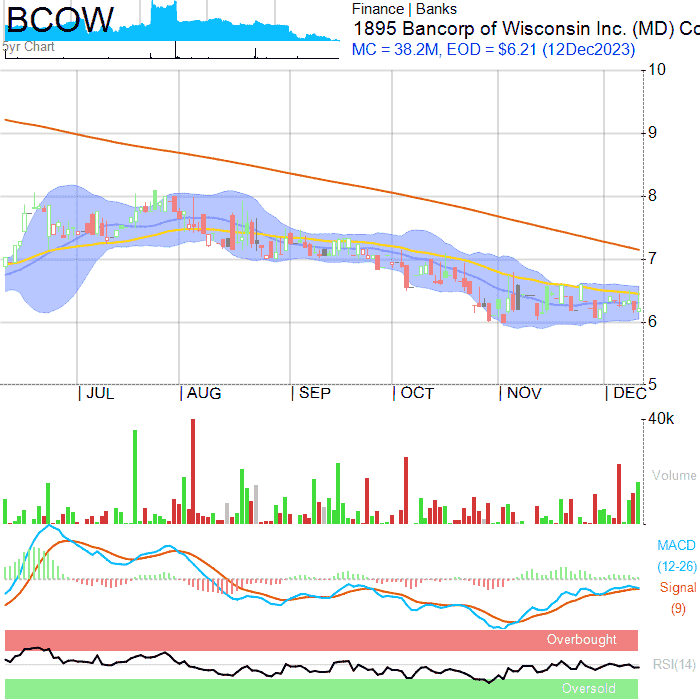 BCOW
5yr Chart
Finance | Banks
1895 Bancorp of Wisconsin Inc. (MD) Co
MC = 38.2M, EOD = $6.21 (12Dec2023)
10
9
8
7
6
5
| JUL | AUG | SEP | OCT | NOV | DEC
40k
Volume
MACD
(12-26)
Signal
(9)
Overbought
RSI(14)
Oversold